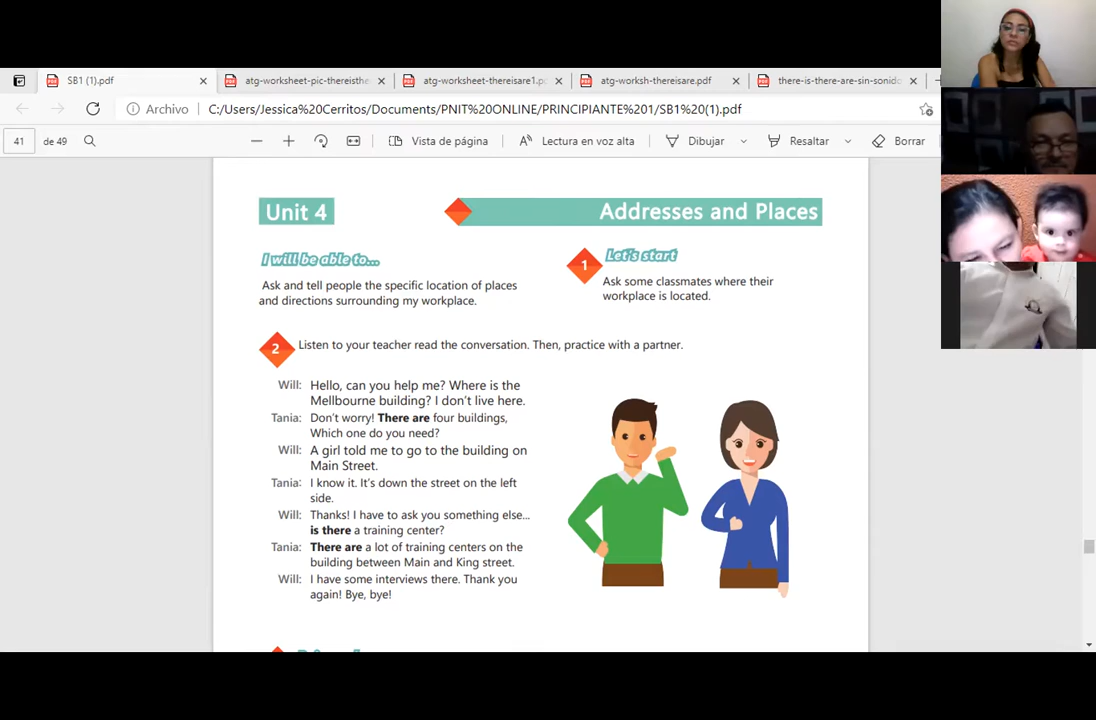 SB1 (1).pdf
atg-worksheet-pic-thereisthe
atg-worksheet-thereisare1.p
atg-worksh-thereisare.pdf
there-is-there-are-sin-sonido
Archivo C:/Users/Jessica%20Cerritos/Documents/PNIT%20ONLINE/PRINCIPIANTE%201/SB1%20(1).pdf
41 de 49 Vista de página Lectura en voz alta Dibujar Resaltar Borrar
Unit 4 Addresses and Places
I will be able to...
Ask and tell people the specific location of places
and directions surrounding my workplace.
1 Let's start
Ask some classmates where their
workplace is located.
2 Listen to your teacher read the conversation. Then, practice with a partner.
Will: Hello, can you help me? Where is the
Mellbourne building? I don't live here.
Tania: Don't worry! There are four buildings,
Which one do you need?
Will: A girl told me to go to the building on
Main Street.
Tania: I know it. It's down the street on the left
side.
Will: Thanks! I have to ask you something else...
is there a training center?
Tania: There are a lot of training centers on the
building between Main and King street.
Will: I have some interviews there. Thank you
again! Bye, bye!